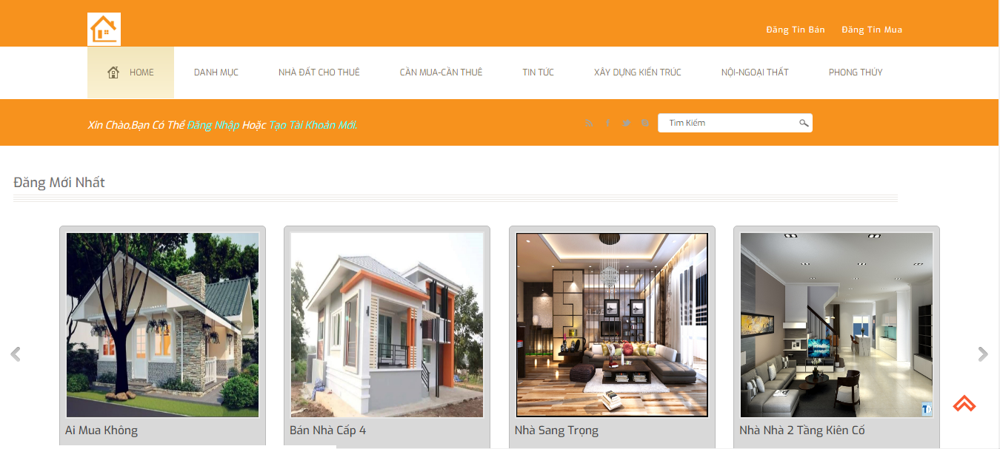 Đăng Tin Bán Đăng Tin Mua
HOME DANH MỤC NHÀ ĐẤT CHO THUÊ CẦN MUA-CẦN THUÊ TIN TỨC XÂY DỰNG KIẾN TRÚC NỘI-NGOẠI THẤT PHONG THỦY
Xin Chào,Bạn Có Thể Đăng Nhập Hoặc Tạo Tài Khoản Mới.
Tìm Kiếm
Đăng Mới Nhất
Ai Mua Không
Bán Nhà Cấp 4
Nhà Sang Trọng
Nhà Nhà 2 Tầng Kiên Cố